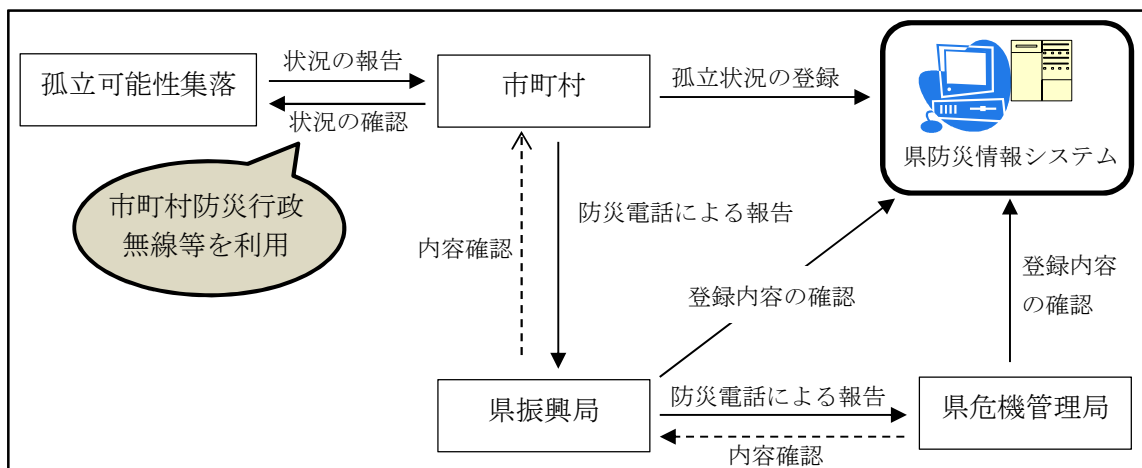 孤立可能性集落
状況の報告
状況の確認
市町村
孤立状況の登録
県防災情報システム
市町村防災行政
無線等を利用
内容確認
防災電話による報告
登録内容の確認
登録内容
の確認
県振興局
防災電話による報告
内容確認
県危機管理局